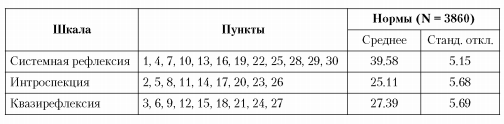 Шкала Пункты Нормы (N = 3860)
Среднее Станд. откл.
Системная рефлексия 1, 4, 7, 10, 13, 16, 19, 22, 25, 28, 29, 30 39.58 5.15
Интроспекция 2, 5, 8, 11, 14, 17, 20, 23, 26 25.11 5.68
Квазирефлексия 3, 6, 9, 12, 15, 18, 21, 24, 27 27.39 5.69